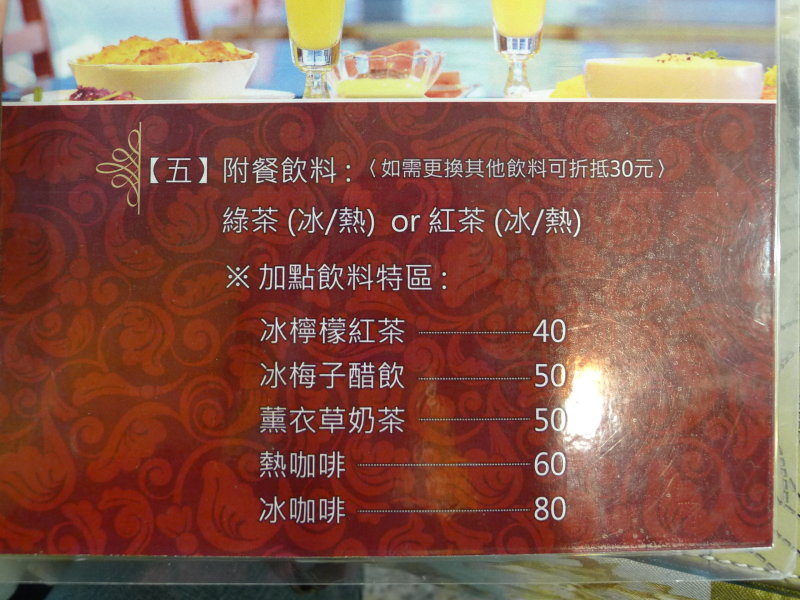 【五】附餐飲料:〈如需更換其他飲料可折抵30元〉
綠茶 (冰/熱) or 紅茶 (冰/熱)
※ 加點飲料特區:
冰檸檬紅茶 40
冰梅子醋飲 50
薰衣草奶茶 50
熱咖啡 60
冰咖啡 80